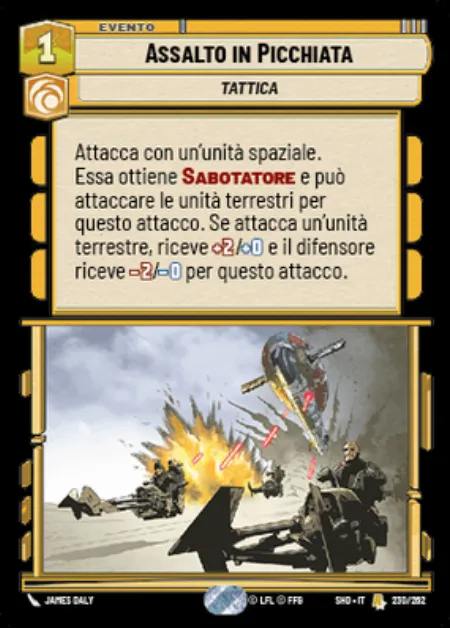 EVENTO
1
ASSALTO IN PICCHIATA
TATTICA
Attacca con un'unità spaziale.
Essa ottiene SABOTATORE e può
attaccare le unità terrestri per
questo attacco. Se attacca un'unità
terrestre, riceve +2/+0 e il difensore
riceve -2/-0 per questo attacco.
JAMES DALY
© LFL © FFG
SHD • IT
230/262